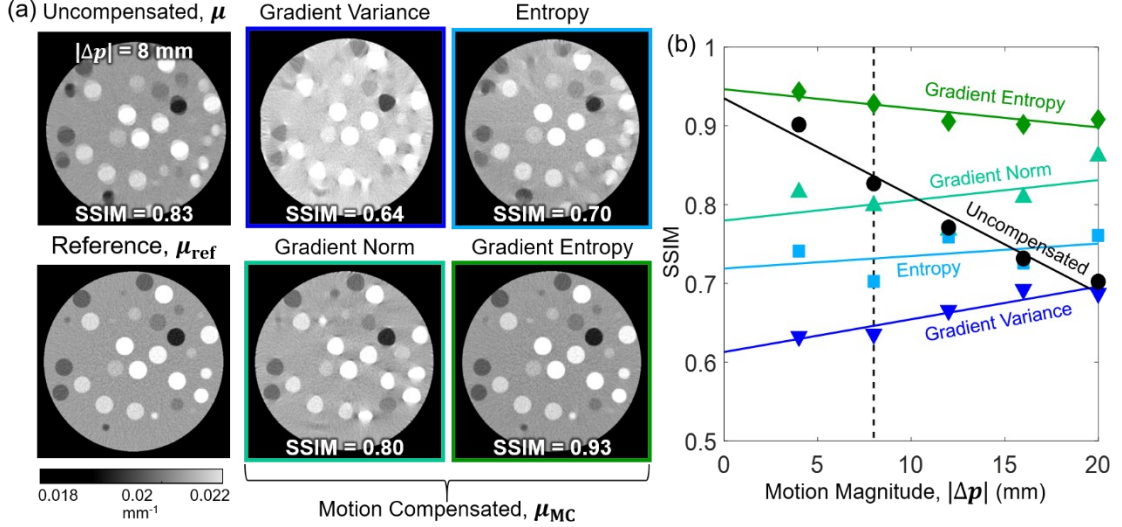 (a)
Uncompensated, μ
Gradient Variance
Entropy
|Δp| = 8 mm
SSIM = 0.83
SSIM = 0.64
SSIM = 0.70
Reference, μref
Gradient Norm
Gradient Entropy
SSIM = 0.80
SSIM = 0.93
0.018
0.02
0.022
mm⁻¹
Motion Compensated, μMC
(b)
1
0.9
0.8
0.7
0.6
0.5
SSIM
Gradient Entropy
Gradient Norm
Uncompensated
Entropy
Gradient Variance
0
5
10
15
20
Motion Magnitude, |Δp| (mm)